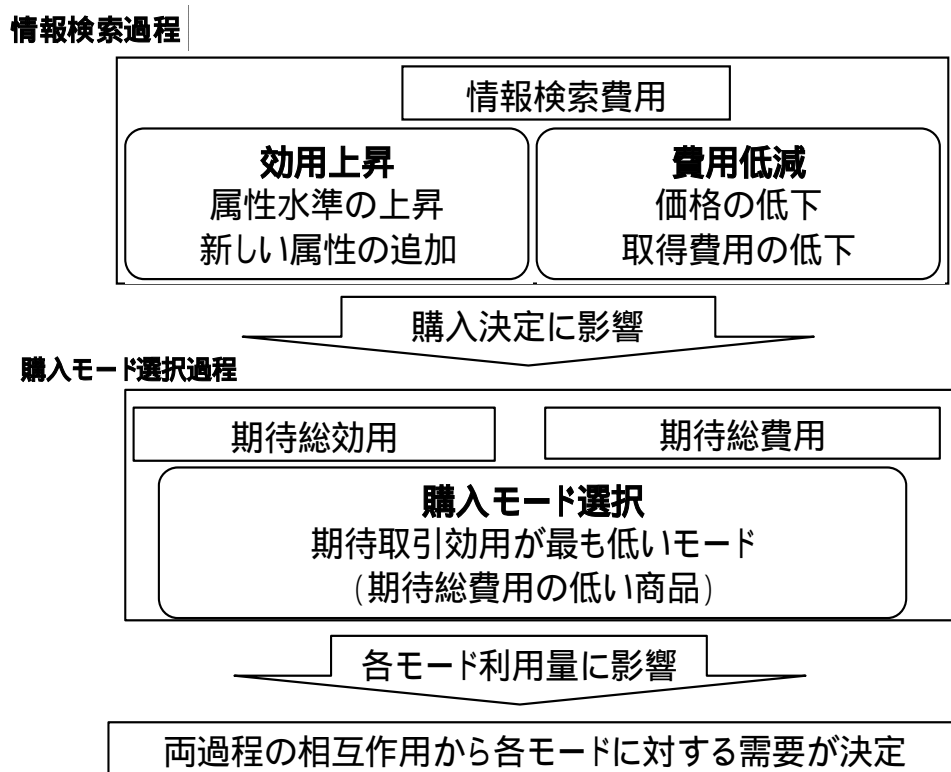 情報検索過程
情報検索費用
効用上昇
属性水準の上昇
新しい属性の追加
費用低減
価格の低下
取得費用の低下
購入決定に影響
購入モード選択過程
期待総効用
期待総費用
購入モード選択
期待取引効用が最も低いモード
(期待総費用の低い商品)
各モード利用量に影響
両過程の相互作用から各モードに対する需要が決定